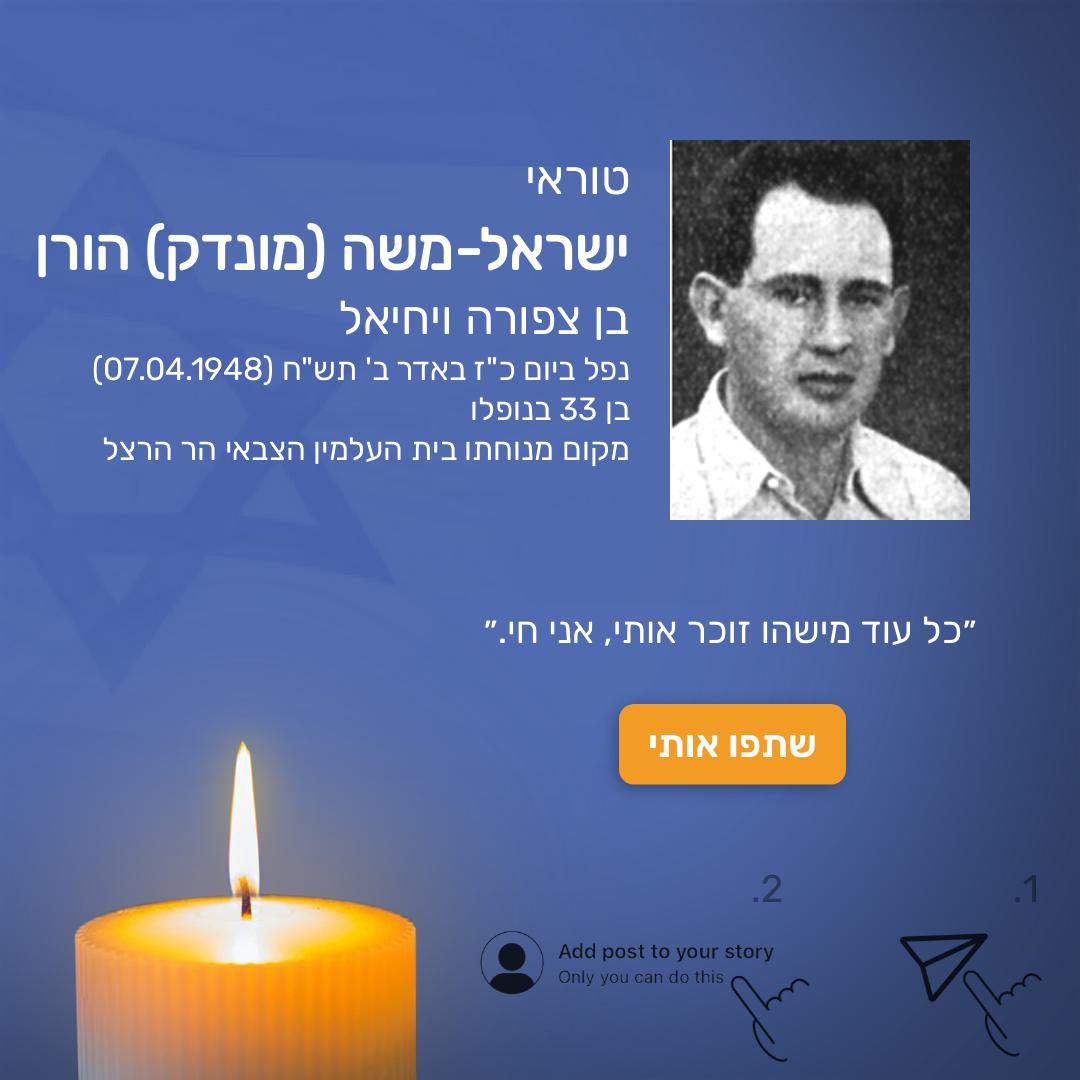 טוראי
ישראל-משה (מונדק) הורן
בן צפורה ויחיאל
נפל ביום כ"ז באדר ב' תש"ח (07.04.1948)
בן 33 בנופלו
מקום מנוחתו בית העלמין הצבאי הר הרצל
״כל עוד מישהו זוכר אותי, אני חי.״
שתפו אותי
1.
2.
Add post to your story
Only you can do this